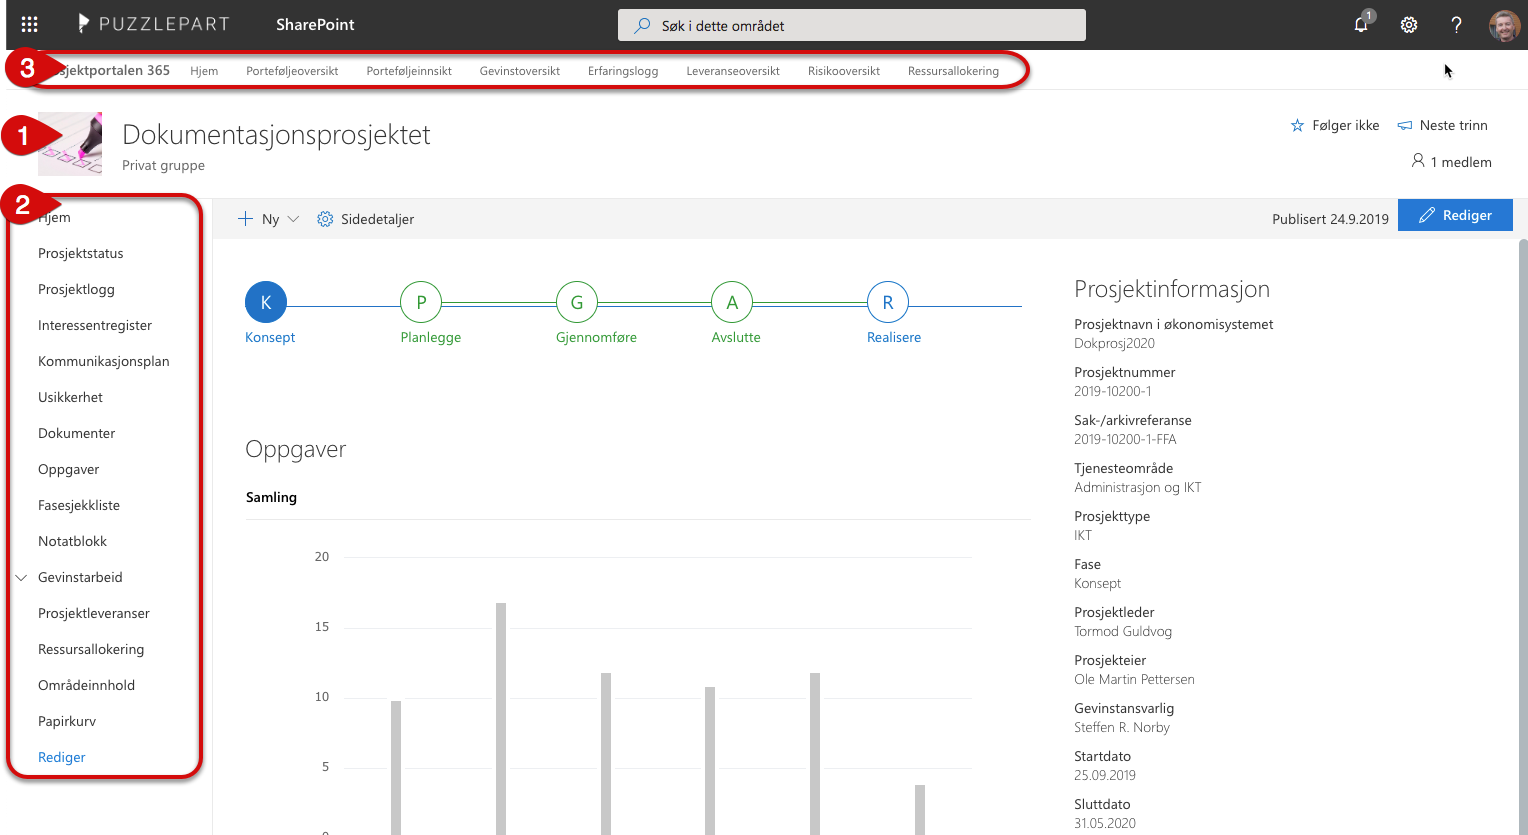 PUZZLEPART
SharePoint
Søk i dette området
1
?
3
sjektportalen 365
Hjem
Porteføljeoversikt
Porteføljeinnsikt
Gevinstoversikt
Erfaringslogg
Leveranseoversikt
Risikooversikt
Ressursallokering
1
Dokumentasjonsprosjektet
Privat gruppe
Følger ikke
Neste trinn
1 medlem
2
Hjem
Prosjektstatus
Prosjektlogg
Interessentregister
Kommunikasjonsplan
Usikkerhet
Dokumenter
Oppgaver
Fasesjekkliste
Notatblokk
Gevinstarbeid
Prosjektleveranser
Ressursallokering
Områdeinnhold
Papirkurv
Rediger
Ny
Sidedetaljer
Publisert 24.9.2019
Rediger
K
P
G
A
R
Konsept
Planlegge
Gjennomføre
Avslutte
Realisere
Oppgaver
Samling
20
15
10
5
0
Prosjektinformasjon
Prosjektnavn i økonomisystemet
Dokprosj2020
Prosjektnummer
2019-10200-1
Sak-/arkivreferanse
2019-10200-1-FFA
Tjenesteområde
Administrasjon og IKT
Prosjekttype
IKT
Fase
Konsept
Prosjektleder
Tormod Guldvog
Prosjekteier
Ole Martin Pettersen
Gevinstansvarlig
Steffen R. Norby
Startdato
25.09.2019
Sluttdato
31.05.2020